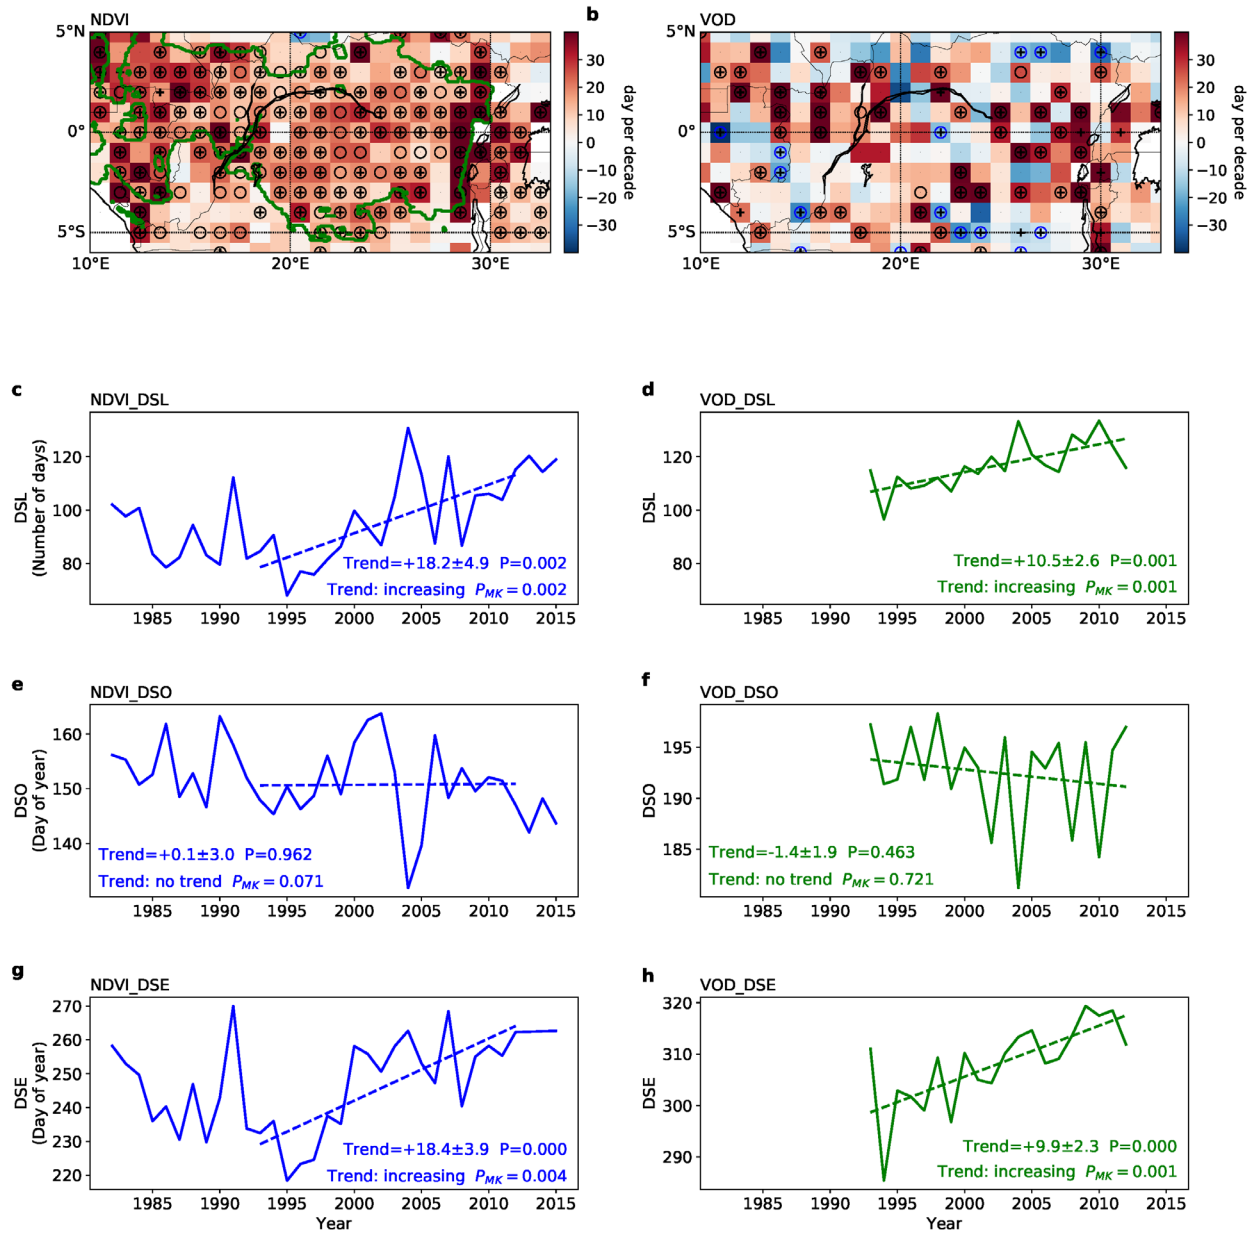 NDVI
b
VOD
5°N
0°
5°S
10°E
20°E
30°E
30
20
10
0
−10
−20
−30
day per decade
5°N
0°
5°S
10°E
20°E
30°E
30
20
10
0
−10
−20
−30
day per decade
c
NDVI_DSL
DSL
(Number of days)
120
100
80
Trend=+18.2±4.9 P=0.002
Trend: increasing PMK = 0.002
1985
1990
1995
2000
2005
2010
2015
d
VOD_DSL
DSL
120
100
80
Trend=+10.5±2.6 P=0.001
Trend: increasing PMK = 0.001
1985
1990
1995
2000
2005
2010
2015
e
NDVI_DSO
DSO
(Day of year)
160
150
140
Trend=+0.1±3.0 P=0.962
Trend: no trend PMK = 0.071
1985
1990
1995
2000
2005
2010
2015
f
VOD_DSO
DSO
195
190
185
Trend=-1.4±1.9 P=0.463
Trend: no trend PMK = 0.721
1985
1990
1995
2000
2005
2010
2015
g
NDVI_DSE
DSE
(Day of year)
270
260
250
240
230
220
Trend=+18.4±3.9 P=0.000
Trend: increasing PMK = 0.004
1985
1990
1995
2000
2005
2010
2015
Year
h
VOD_DSE
DSE
320
310
300
290
Trend=+9.9±2.3 P=0.000
Trend: increasing PMK = 0.001
1985
1990
1995
2000
2005
2010
2015
Year